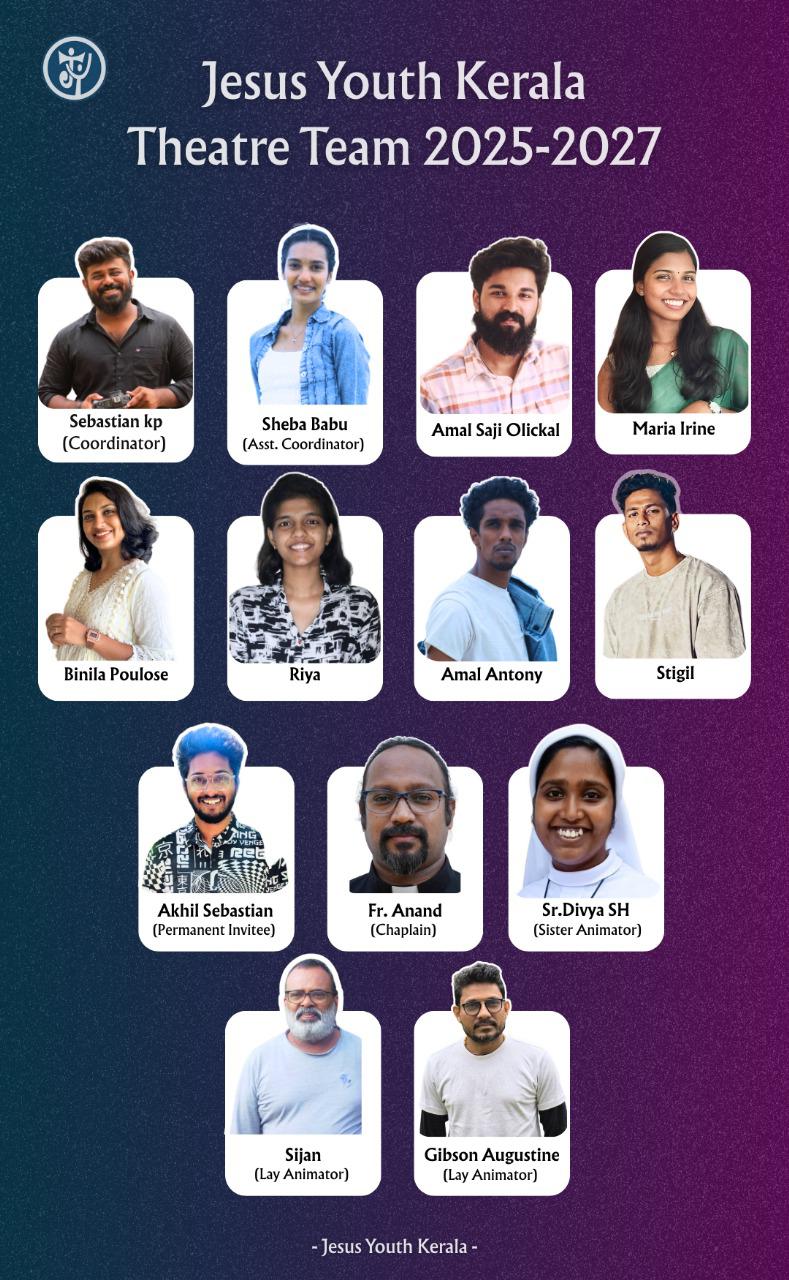 Jesus Youth Kerala
Theatre Team 2025-2027
Sebastian kp
(Coordinator)
Sheba Babu
(Asst. Coordinator)
Amal Saji Olickal
Maria Irine
Binila Poulose
Riya
Amal Antony
Stigil
Akhil Sebastian
(Permanent Invitee)
Fr. Anand
(Chaplain)
Sr.Divya SH
(Sister Animator)
Sijan
(Lay Animator)
Gibson Augustine
(Lay Animator)
- Jesus Youth Kerala -